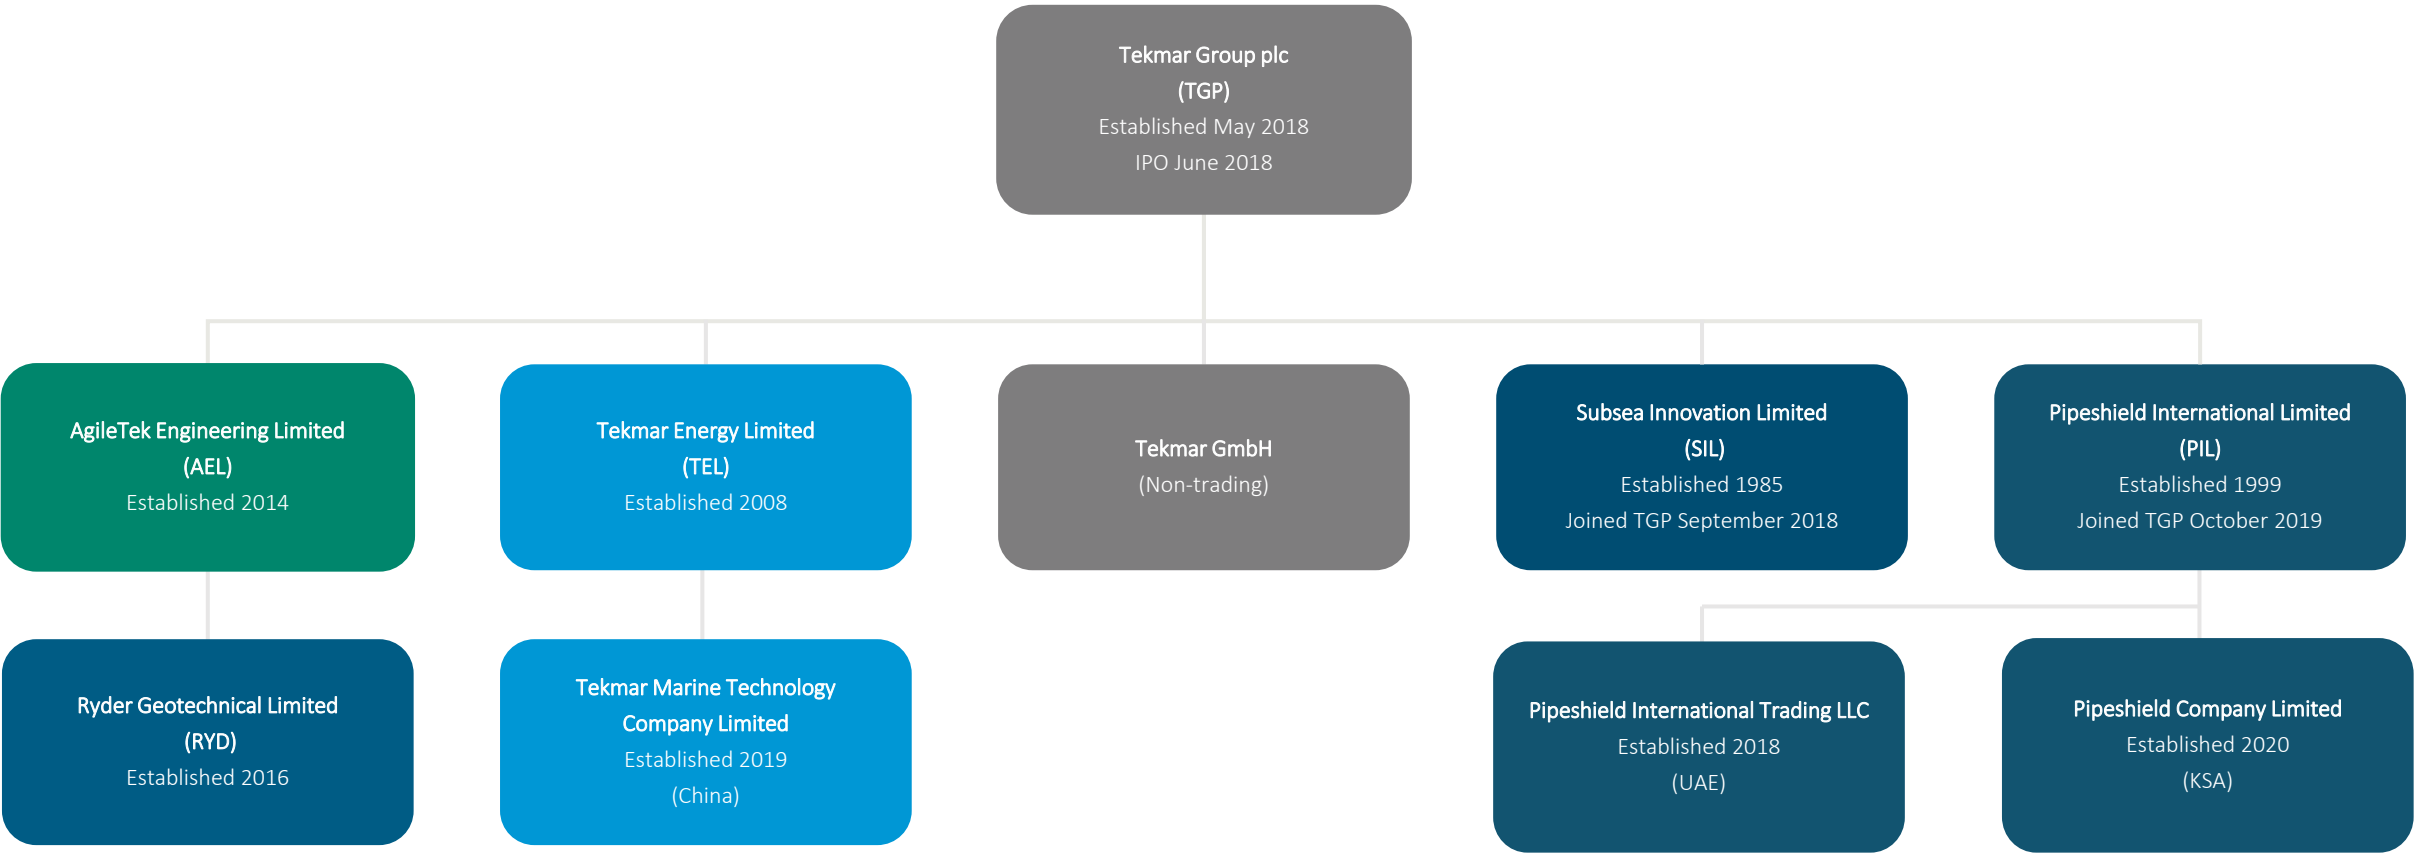 Tekmar Group plc
(TGP)
Established May 2018
IPO June 2018
AgileTek Engineering Limited
(AEL)
Established 2014
Tekmar Energy Limited
(TEL)
Established 2008
Tekmar GmbH
(Non-trading)
Subsea Innovation Limited
(SIL)
Established 1985
Joined TGP September 2018
Pipeshield International Limited
(PIL)
Established 1999
Joined TGP October 2019
Ryder Geotechnical Limited
(RYD)
Established 2016
Tekmar Marine Technology
Company Limited
Established 2019
(China)
Pipeshield International Trading LLC
Established 2018
(UAE)
Pipeshield Company Limited
Established 2020
(KSA)